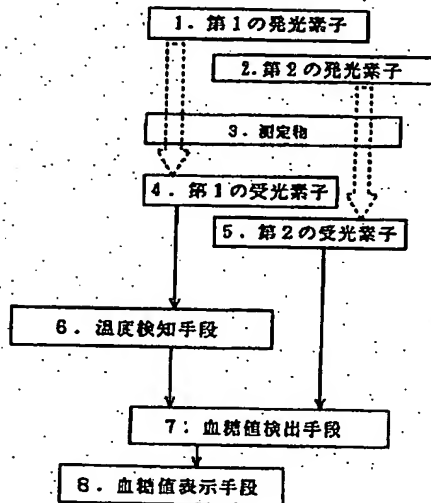 1. 第1の発光素子
2. 第2の発光素子
3. 測定物
4. 第1の受光素子
5. 第2の受光素子
6. 温度検知手段
7: 血糖値検出手段
8. 血糖値表示手段